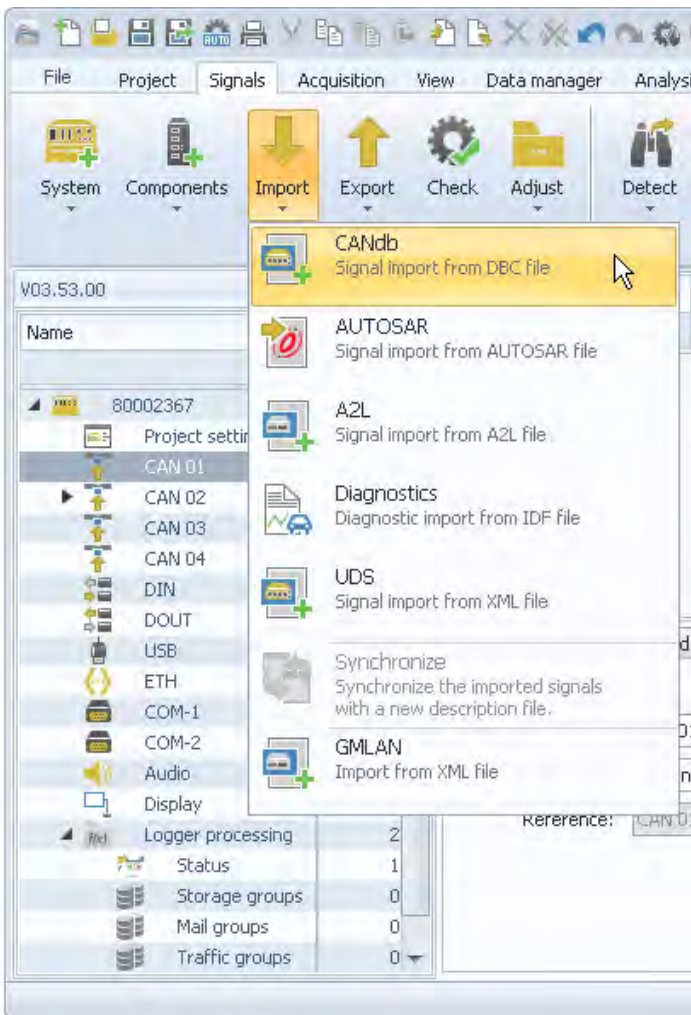 AUTO
File Project Signals Acquisition View Data manager Analysi
System Components Import Export Check Adjust Detect
CANdb
Signal import from DBC file
AUTOSAR
Signal import from AUTOSAR file
A2L
Signal import from A2L file
Diagnostics
Diagnostic import from IDF file
UDS
Signal import from XML file
Synchronize
Synchronize the imported signals
with a new description file.
GMLAN
Import from XML file
V03.53.00
Name
80002367
Project settin
CAN 01
CAN 02
CAN 03
CAN 04
DIN
DOUT
USB
ETH
COM-1
COM-2
Audio
Display
Logger processing 2
Status 1
Storage groups 0
Mail groups 0
Traffic groups 0
Reference: CAN 01